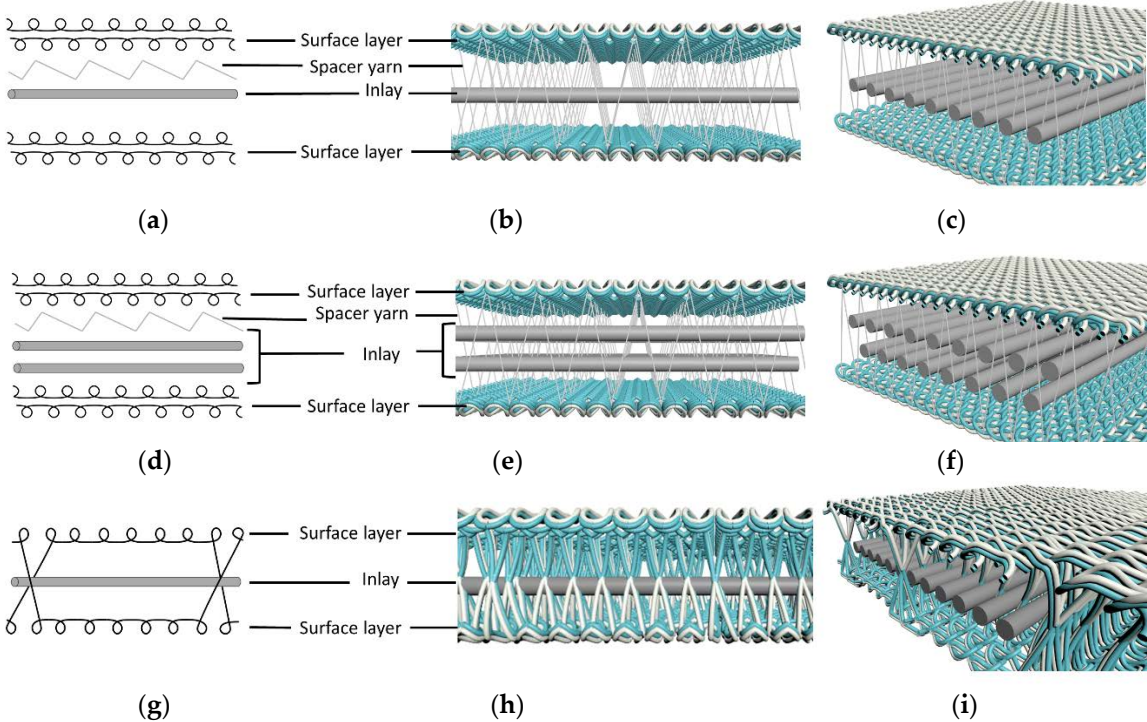 Surface layer
Spacer yarn
Inlay
Surface layer
(a)
(b)
(c)
Surface layer
Spacer yarn
Inlay
Surface layer
(d)
(e)
(f)
Surface layer
Inlay
Surface layer
(g)
(h)
(i)